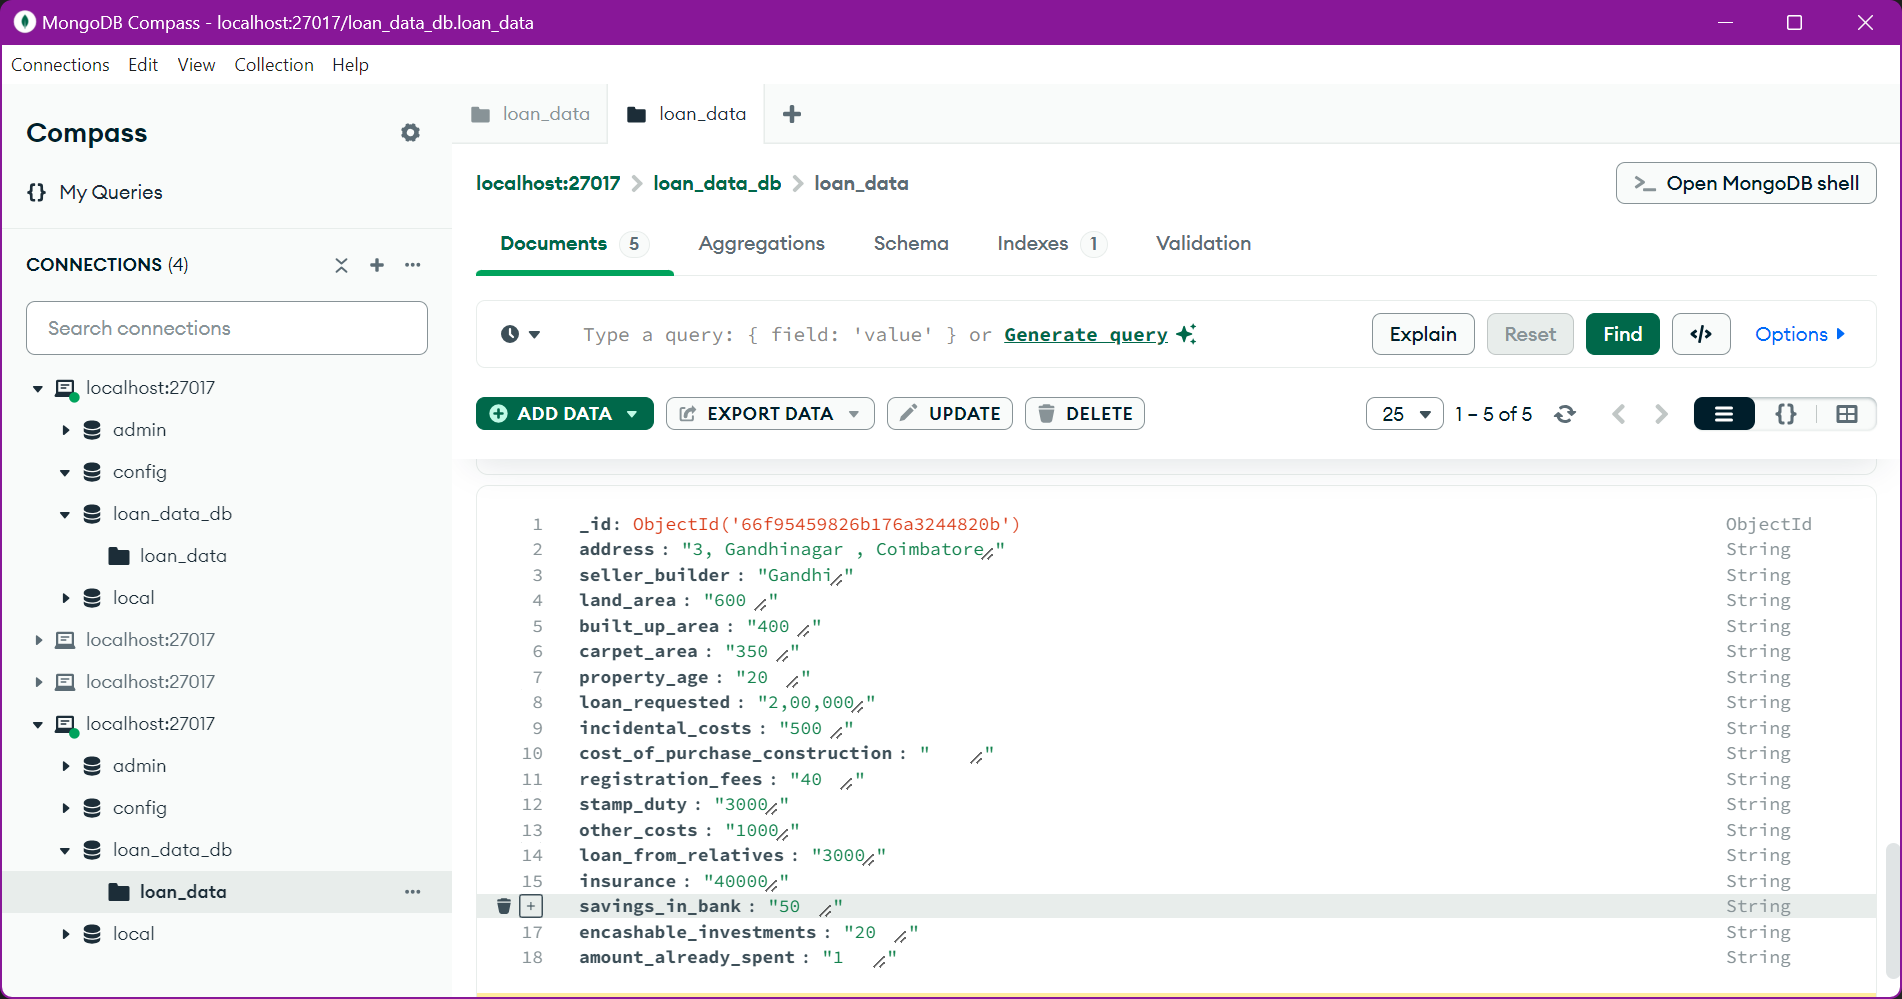 MongoDB Compass - localhost:27017/loan_data_db.loan_data
Connections Edit View Collection Help
Compass
{} My Queries
CONNECTIONS (4)
Search connections
localhost:27017
admin
config
loan_data_db
loan_data
local
localhost:27017
localhost:27017
localhost:27017
admin
config
loan_data_db
loan_data
local
loan_data loan_data
localhost:27017 > loan_data_db > loan_data
>_ Open MongoDB shell
Documents 5 Aggregations Schema Indexes 1 Validation
Type a query: { field: 'value' } or Generate query
Explain Reset Find </> Options
ADD DATA EXPORT DATA UPDATE DELETE
25 1 – 5 of 5 {}
1 _id: ObjectId('66f95459826b176a3244820b') ObjectId
2 address : "3, Gandhinagar , Coimbatore" String
3 seller_builder : "Gandhi" String
4 land_area : "600 " String
5 built_up_area : "400 " String
6 carpet_area : "350 " String
7 property_age : "20 " String
8 loan_requested : "2,00,000" String
9 incidental_costs : "500 " String
10 cost_of_purchase_construction : " " String
11 registration_fees : "40 " String
12 stamp_duty : "3000" String
13 other_costs : "1000" String
14 loan_from_relatives : "3000" String
15 insurance : "40000" String
+ savings_in_bank : "50 " String
17 encashable_investments : "20 " String
18 amount_already_spent : "1 " String